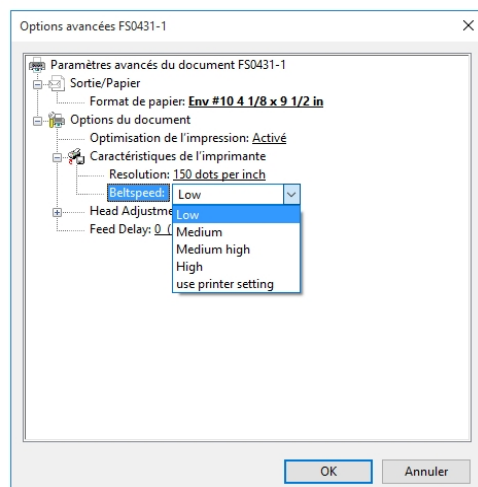 Options avancées FS0431-1
Paramètres avancés du document FS0431-1
Sortie/Papier
Format de papier: Env #10 4 1/8 x 9 1/2 in
Options du document
Optimisation de l'impression: Activé
Caractéristiques de l'imprimante
Resolution: 150 dots per inch
Beltspeed: Low
Head Adjustme
Low
Feed Delay: 0 (
Medium
Medium high
High
use printer setting
OK Annuler